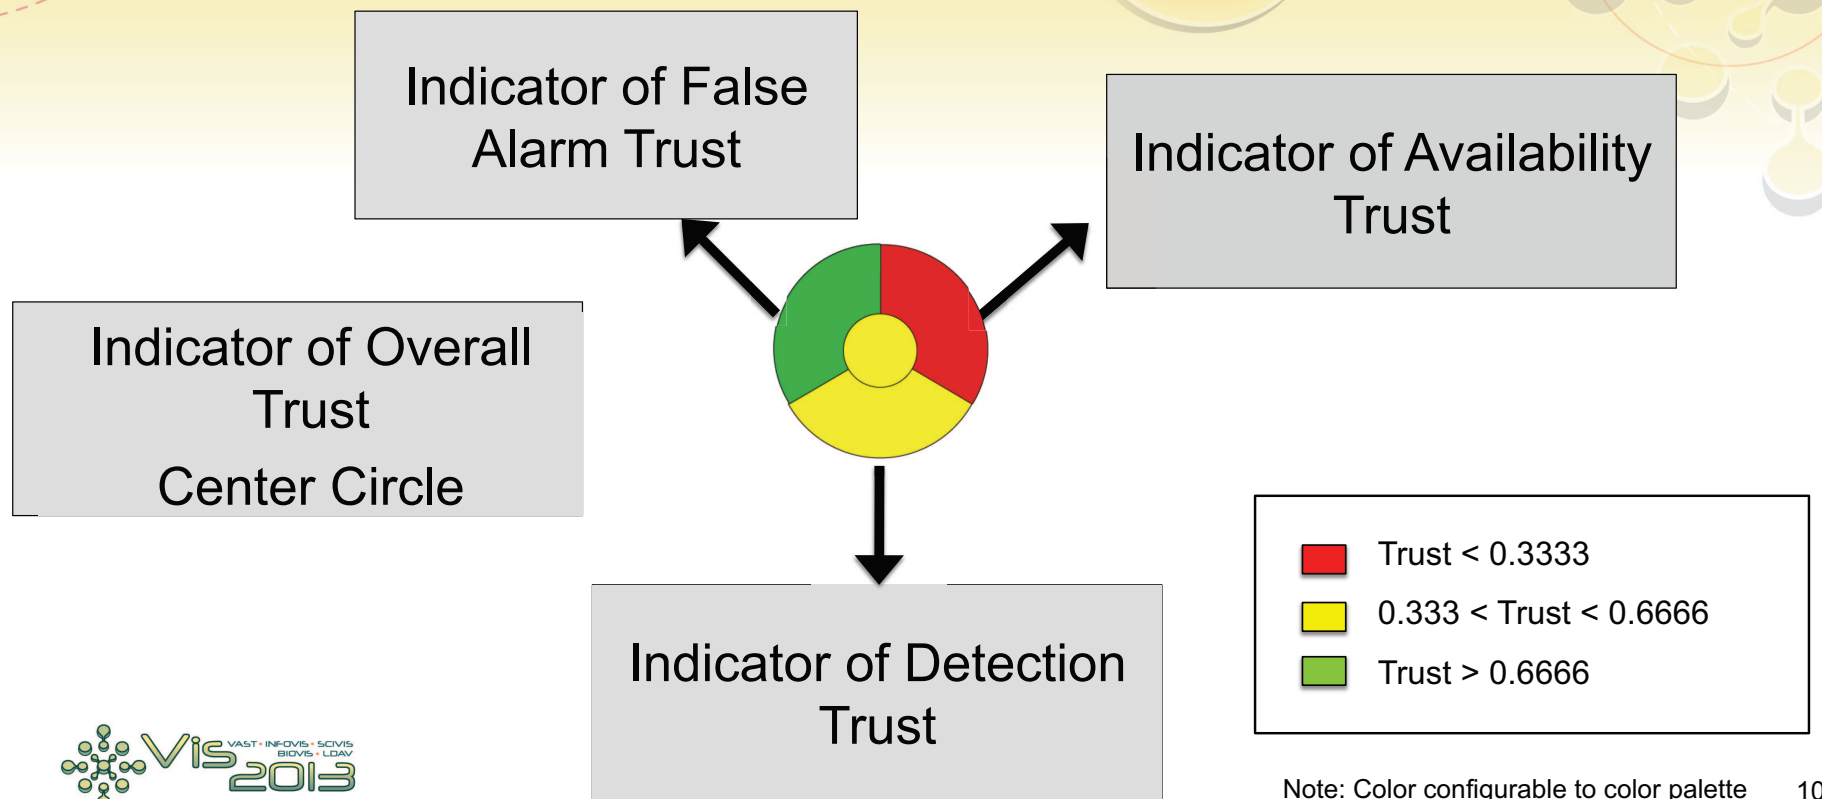 Indicator of False
Alarm Trust
Indicator of Availability
Trust
Indicator of Overall
Trust
Center Circle
Indicator of Detection
Trust
Trust < 0.3333
0.333 < Trust < 0.6666
Trust > 0.6666
Vis
VAST • INFOVIS • SCIVIS
BIOVIS • LDAV
2013
Note: Color configurable to color palette
10